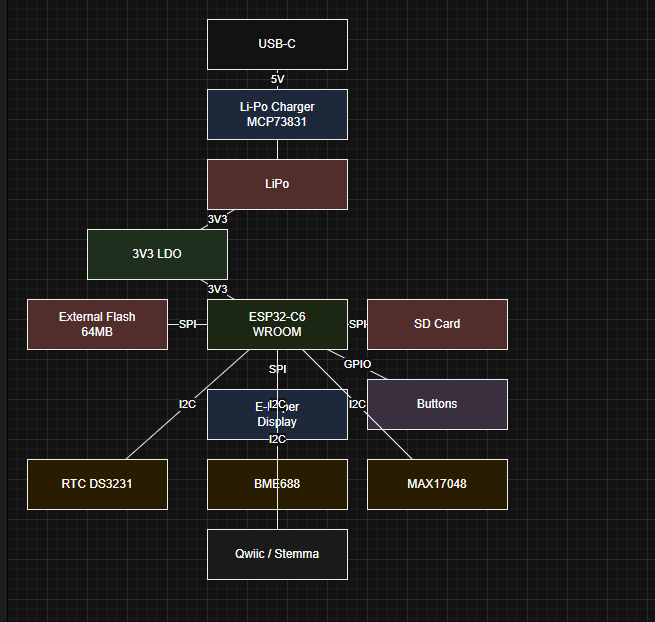 USB-C
5V
Li-Po Charger
MCP73831
LiPo
3V3
3V3 LDO
3V3
External Flash
64MB
SPI
ESP32-C6
WROOM
SPI
SD Card
SPI
GPIO
I2C
I2C
I2C
Display
Buttons
I2C
RTC DS3231
BME688
MAX17048
Qwiic / Stemma